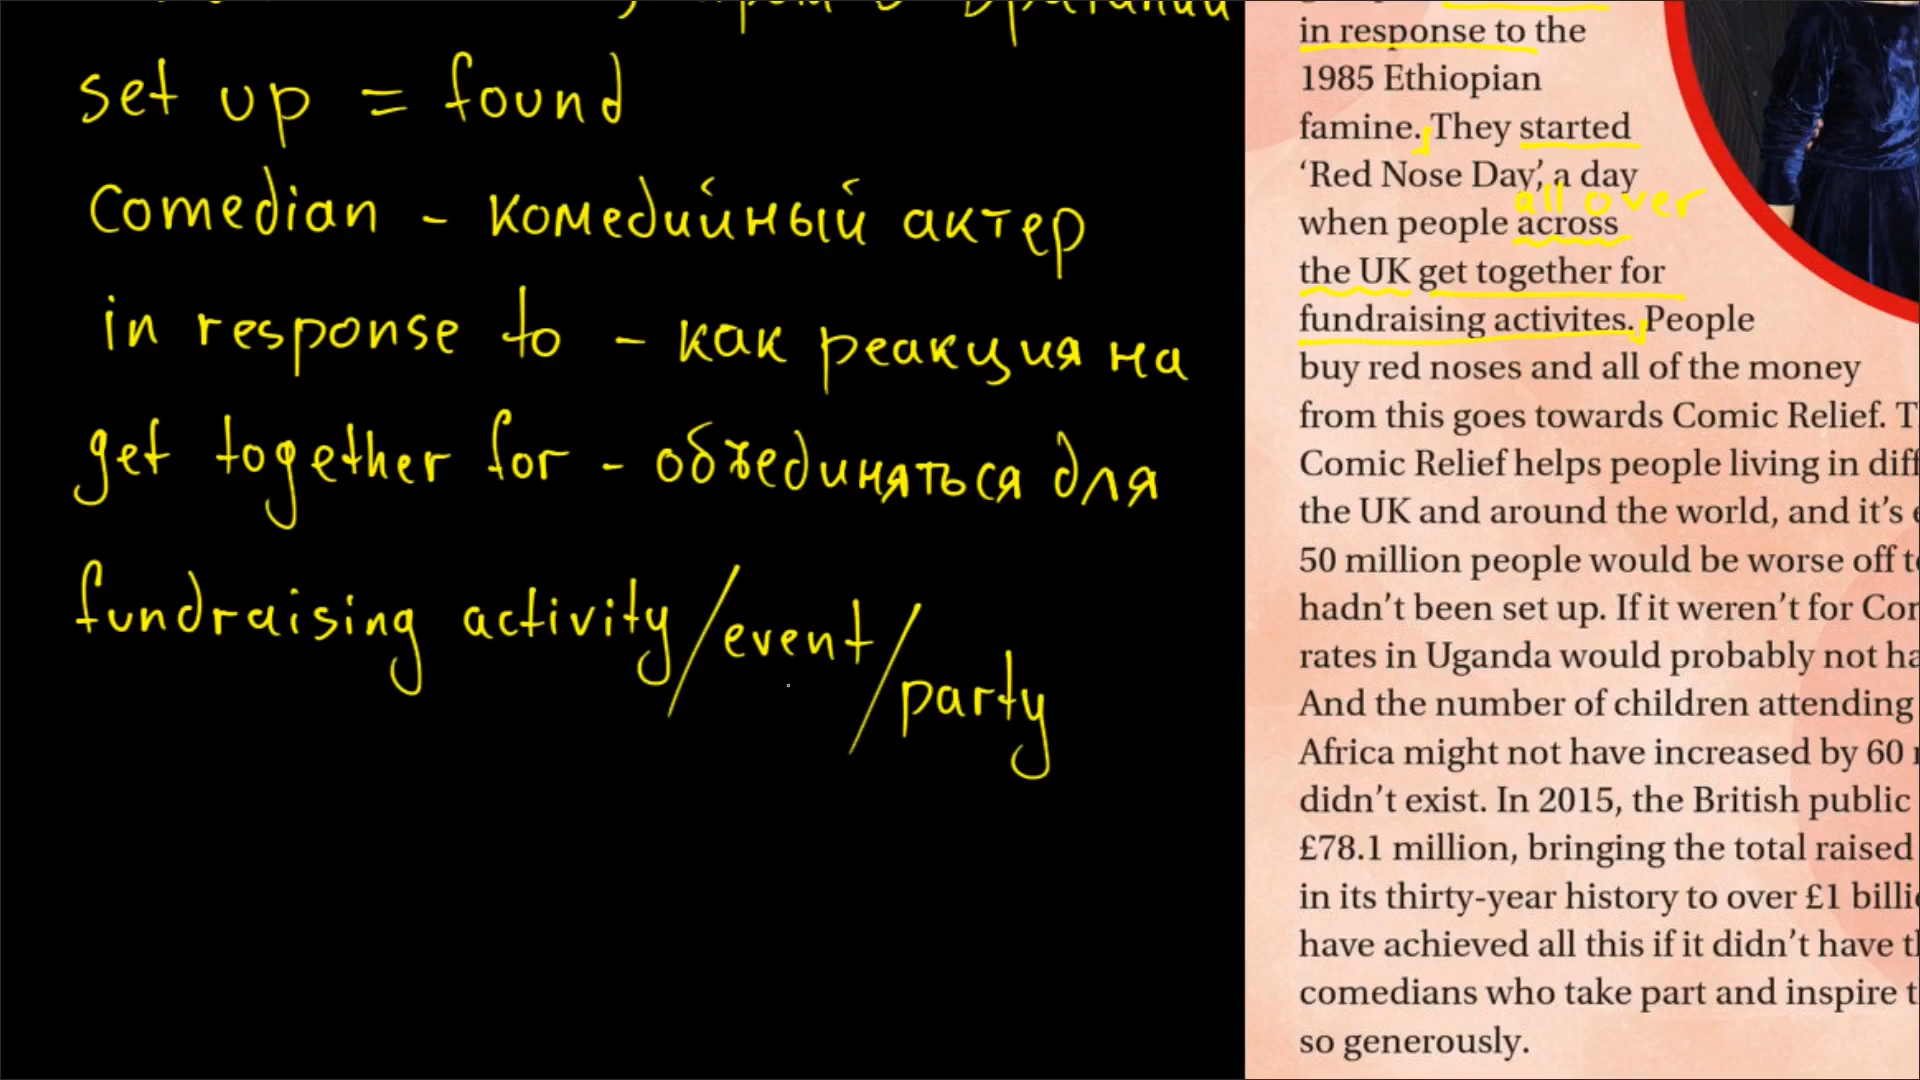 в Британии
set up = found
comedian - комедийный актер
in response to - как реакция на
get together for - объединяться для
fundraising activity/event/party
in response to the
1985 Ethiopian
famine. They started
‘Red Nose Day’, a day
all over
when people across
the UK get together for
fundraising activites. People
buy red noses and all of the money
from this goes towards Comic Relief. T
Comic Relief helps people living in diff
the UK and around the world, and it’s e
50 million people would be worse off to
hadn’t been set up. If it weren’t for Com
rates in Uganda would probably not ha
And the number of children attending
Africa might not have increased by 60
didn’t exist. In 2015, the British public
£78.1 million, bringing the total raised
in its thirty-year history to over £1 billio
have achieved all this if it didn’t have t
comedians who take part and inspire t
so generously.